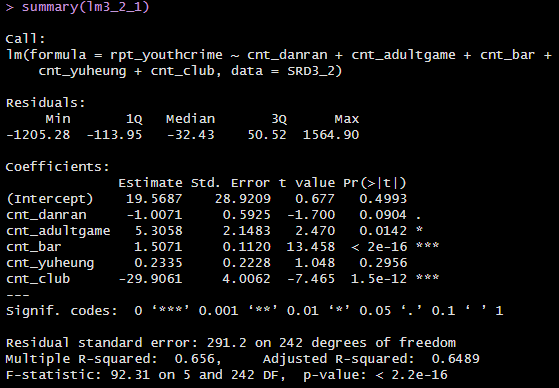 > summary(lm3_2_1)
Call:
lm(formula = rpt_youthcrime ~ cnt_danran + cnt_adultgame + cnt_bar +
    cnt_yuheung + cnt_club, data = SRD3_2)
Residuals:
     Min       1Q   Median       3Q      Max
-1205.28  -113.95   -32.43    50.52  1564.90
Coefficients:
              Estimate Std. Error t value Pr(>|t|)
(Intercept)    19.5687    28.9209   0.677   0.4993
cnt_danran     -1.0071     0.5925  -1.700   0.0904 .
cnt_adultgame   5.3058     2.1483   2.470   0.0142 *
cnt_bar         1.5071     0.1120  13.458  < 2e-16 ***
cnt_yuheung     0.2335     0.2228   1.048   0.2956
cnt_club      -29.9061     4.0062  -7.465  1.5e-12 ***
---
Signif. codes:  0 ‘***’ 0.001 ‘**’ 0.01 ‘*’ 0.05 ‘.’ 0.1 ‘ ’ 1
Residual standard error: 291.2 on 242 degrees of freedom
Multiple R-squared:  0.656,	Adjusted R-squared:  0.6489
F-statistic: 92.31 on 5 and 242 DF,  p-value: < 2.2e-16